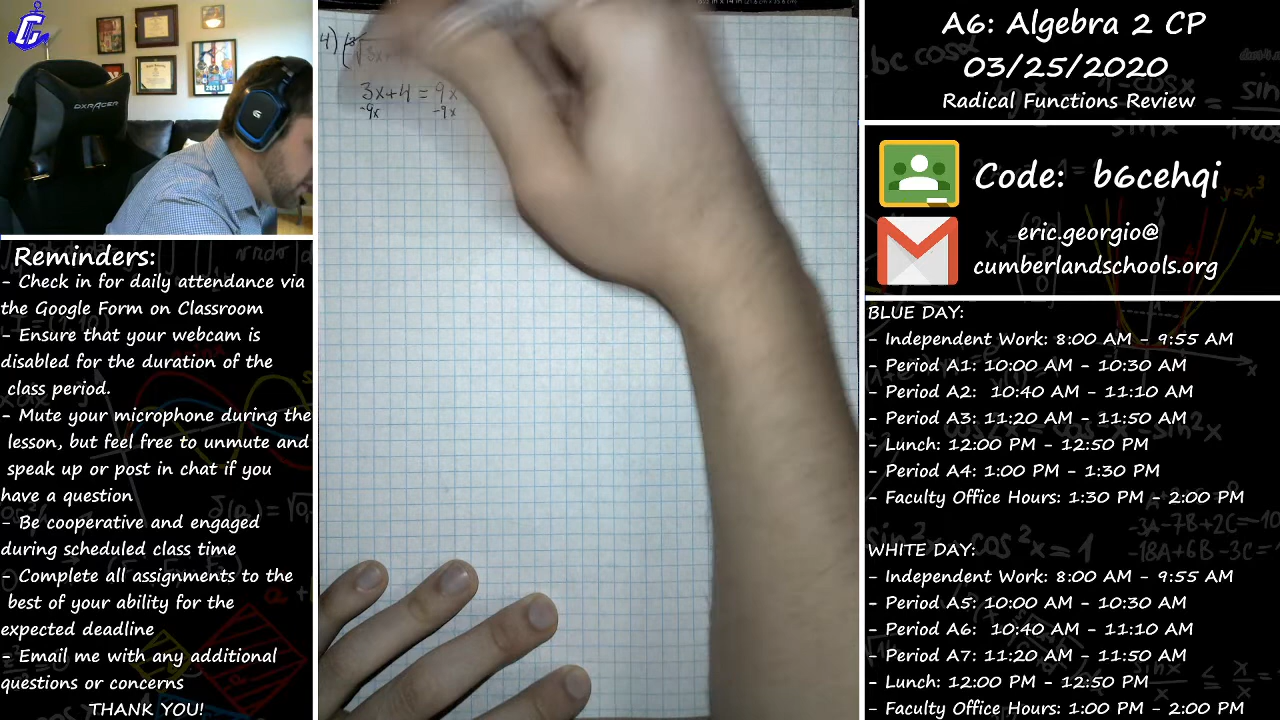 A6: Algebra 2 CP
03/25/2020
Radical Functions Review
Code: b6cehqi
eric.georgio@
cumberlandschools.org
Reminders:
- Check in for daily attendance via
the Google Form on Classroom
- Ensure that your webcam is
disabled for the duration of the
class period.
- Mute your microphone during the
lesson, but feel free to unmute and
speak up or post in chat if you
have a question
- Be cooperative and engaged
during scheduled class time
- Complete all assignments to the
best of your ability for the
expected deadline
- Email me with any additional
questions or concerns
THANK YOU!
4)
3x+4 = 9x
-9x -9x
BLUE DAY:
- Independent Work: 8:00 AM - 9:55 AM
- Period A1: 10:00 AM - 10:30 AM
- Period A2: 10:40 AM - 11:10 AM
- Period A3: 11:20 AM - 11:50 AM
- Lunch: 12:00 PM - 12:50 PM
- Period A4: 1:00 PM - 1:30 PM
- Faculty Office Hours: 1:30 PM - 2:00 PM
WHITE DAY:
- Independent Work: 8:00 AM - 9:55 AM
- Period A5: 10:00 AM - 10:30 AM
- Period A6: 10:40 AM - 11:10 AM
- Period A7: 11:20 AM - 11:50 AM
- Lunch: 12:00 PM - 12:50 PM
- Faculty Office Hours: 1:00 PM - 2:00 PM